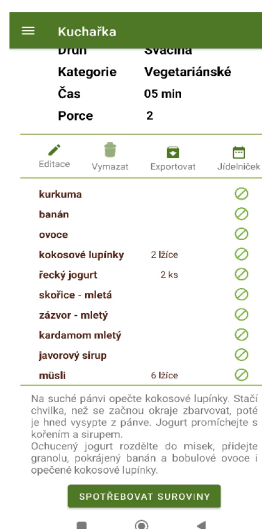 Kuchařka
Druh Svačina
Kategorie Vegetariánské
Čas 05 min
Porce 2
Editace Vymazat Exportovat Jídelníček
kurkuma
banán
ovoce
kokosové lupínky 2 lžíce
řecký jogurt 2 ks
skořice - mletá
zázvor - mletý
kardamom mletý
javorový sirup
müsli 6 lžíce
Na suché pánvi opečte kokosové lupínky. Stačí
chvilka, než se začnou okraje zbarvovat, poté
je hned vysypte z pánve. Jogurt promíchejte s
kořením a sirupem.
Ochucený jogurt rozdělte do misek, přidejte
granolu, pokrájený banán a bobulové ovoce i
opečené kokosové lupínky.
SPOTŘEBOVAT SUROVINY